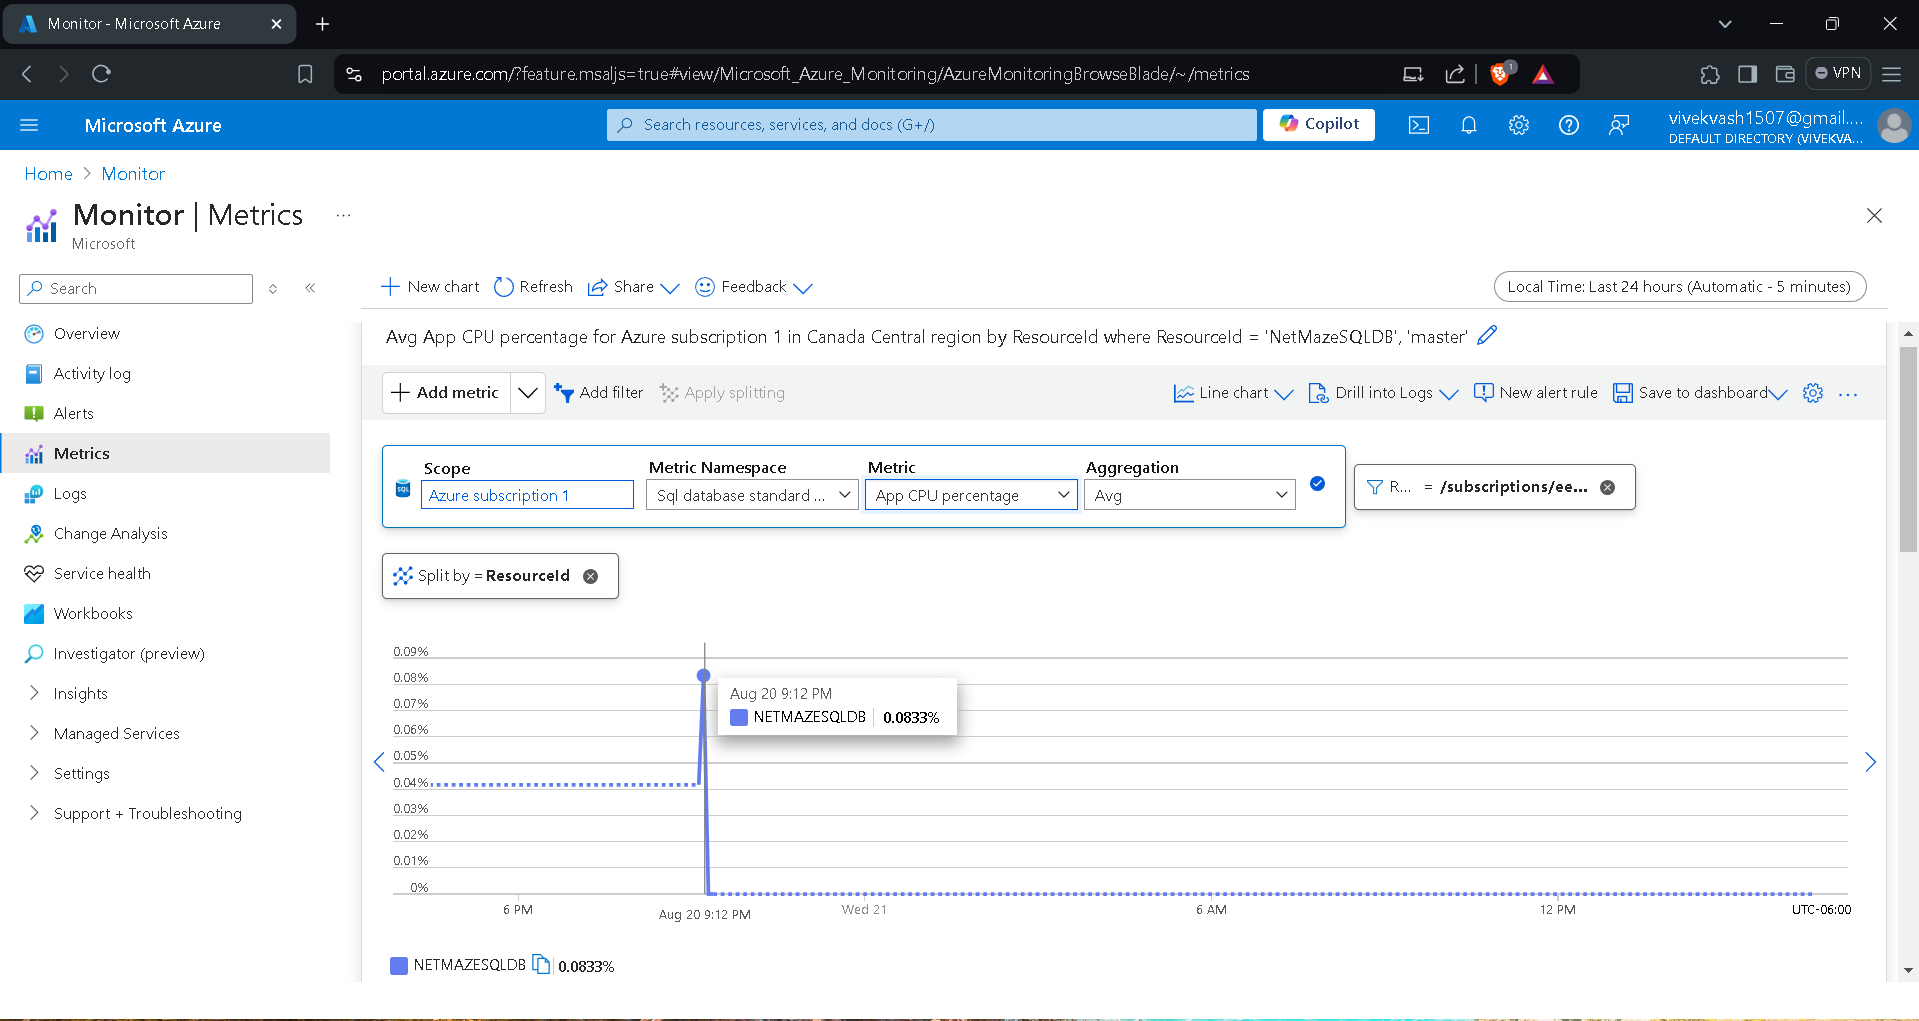 Monitor - Microsoft Azure
portal.azure.com/?feature.msaljs=true#view/Microsoft_Azure_Monitoring/AzureMonitoringBrowseBlade/~/metrics
1
VPN
Microsoft Azure
Search resources, services, and docs (G+/)
Copilot
vivekvash1507@gmail....
DEFAULT DIRECTORY (VIVEKVA...
Home > Monitor
Monitor | Metrics ...
Microsoft
Search
Overview
Activity log
Alerts
Metrics
Logs
Change Analysis
Service health
Workbooks
Investigator (preview)
Insights
Managed Services
Settings
Support + Troubleshooting
New chart Refresh Share Feedback
Local Time: Last 24 hours (Automatic - 5 minutes)
Avg App CPU percentage for Azure subscription 1 in Canada Central region by ResourceId where ResourceId = 'NetMazeSQLDB', 'master'
Add metric Add filter Apply splitting
Line chart Drill into Logs New alert rule Save to dashboard ...
Scope Metric Namespace Metric Aggregation
SQL
Azure subscription 1 Sql database standard ... App CPU percentage Avg
R... = /subscriptions/ee...
Split by = ResourceId
0.09%
0.08%
0.07%
0.06%
0.05%
0.04%
0.03%
0.02%
0.01%
0%
Aug 20 9:12 PM
NETMAZESQLDB 0.0833%
6 PM Aug 20 9:12 PM Wed 21 6 AM 12 PM UTC-06:00
NETMAZESQLDB 0.0833%